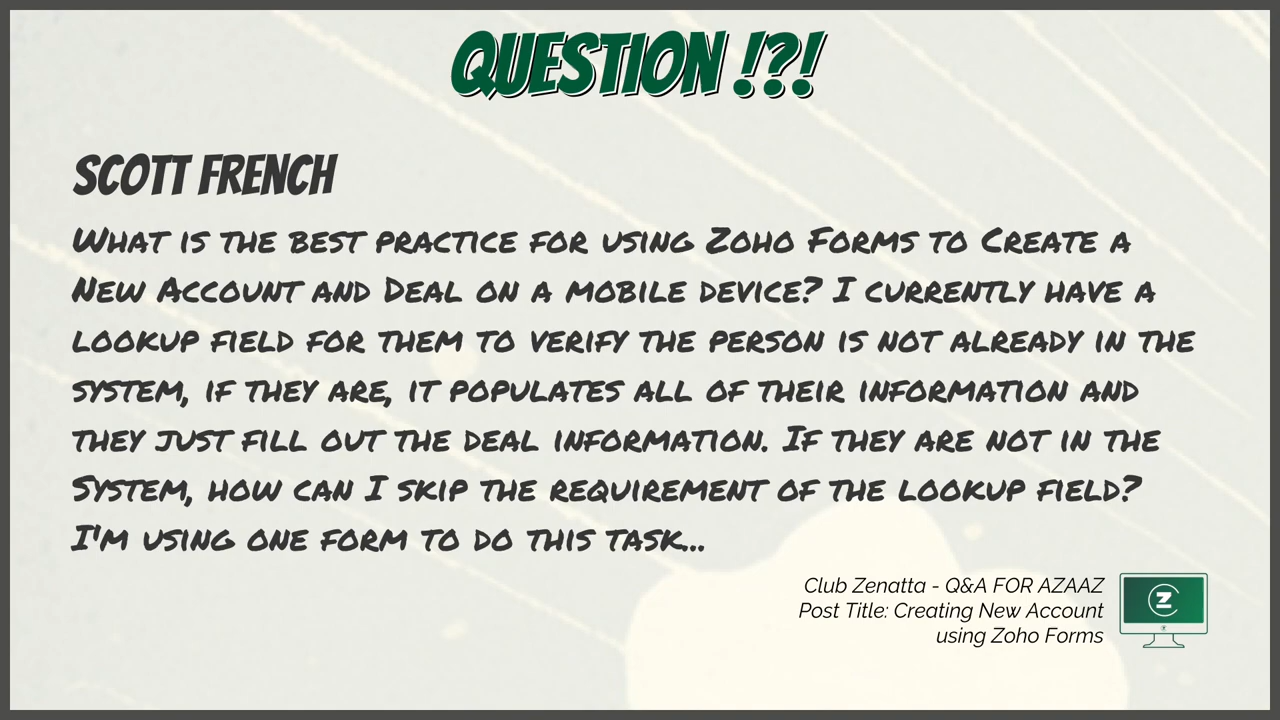 QUESTION !?!
SCOTT FRENCH
WHAT IS THE BEST PRACTICE FOR USING ZOHO FORMS TO CREATE A
NEW ACCOUNT AND DEAL ON A MOBILE DEVICE? I CURRENTLY HAVE A
LOOKUP FIELD FOR THEM TO VERIFY THE PERSON IS NOT ALREADY IN THE
SYSTEM, IF THEY ARE, IT POPULATES ALL OF THEIR INFORMATION AND
THEY JUST FILL OUT THE DEAL INFORMATION. IF THEY ARE NOT IN THE
SYSTEM, HOW CAN I SKIP THE REQUIREMENT OF THE LOOKUP FIELD?
I'M USING ONE FORM TO DO THIS TASK...
Club Zenatta - Q&A FOR AZAAZ
Post Title: Creating New Account
using Zoho Forms
Z